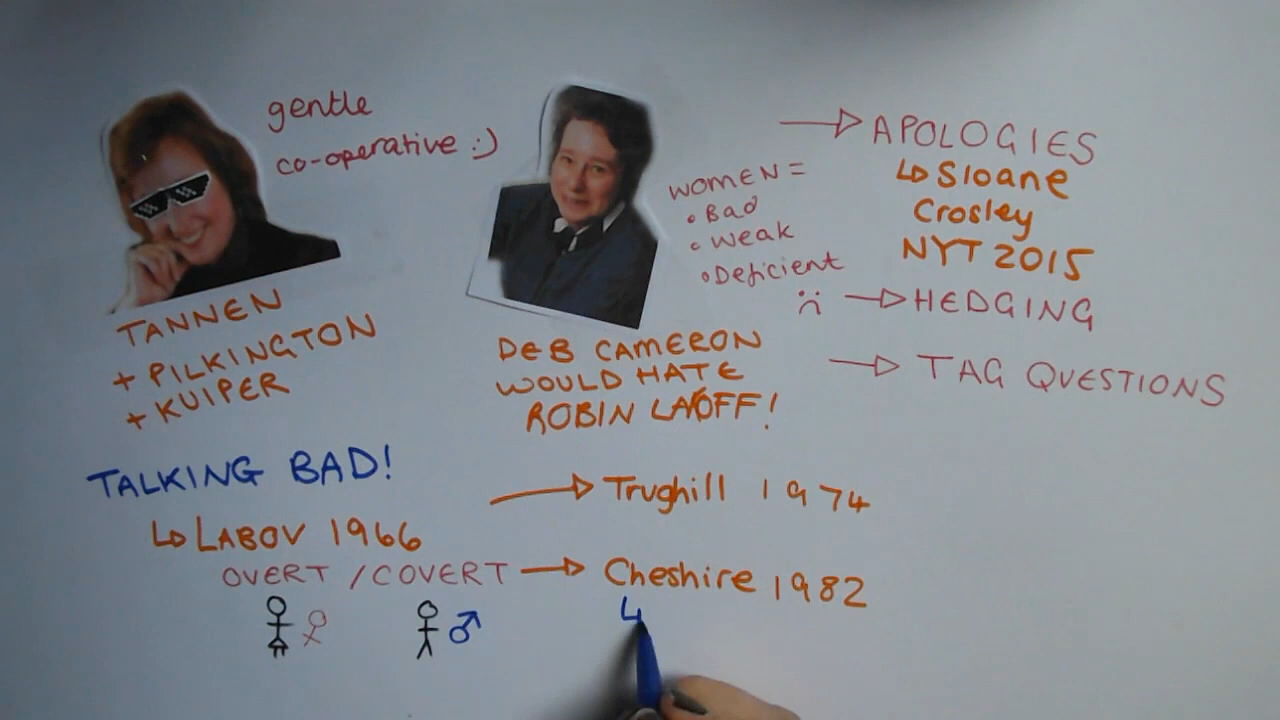 gentle
co-operative :)
TANNEN
+ PILKINGTON
+ KUIPER
DEB CAMERON
WOULD HATE
ROBIN LAKOFF!
WOMEN =
• Bad
• Weak
• Deficient
:(
→ APOLOGIES
↳ Sloane
Crosley
NYT 2015
→ HEDGING
→ TAG QUESTIONS
TALKING BAD!
↳ LABOV 1966
OVERT / COVERT
→ Trughill 1974
→ Cheshire 1982
♀ ♂